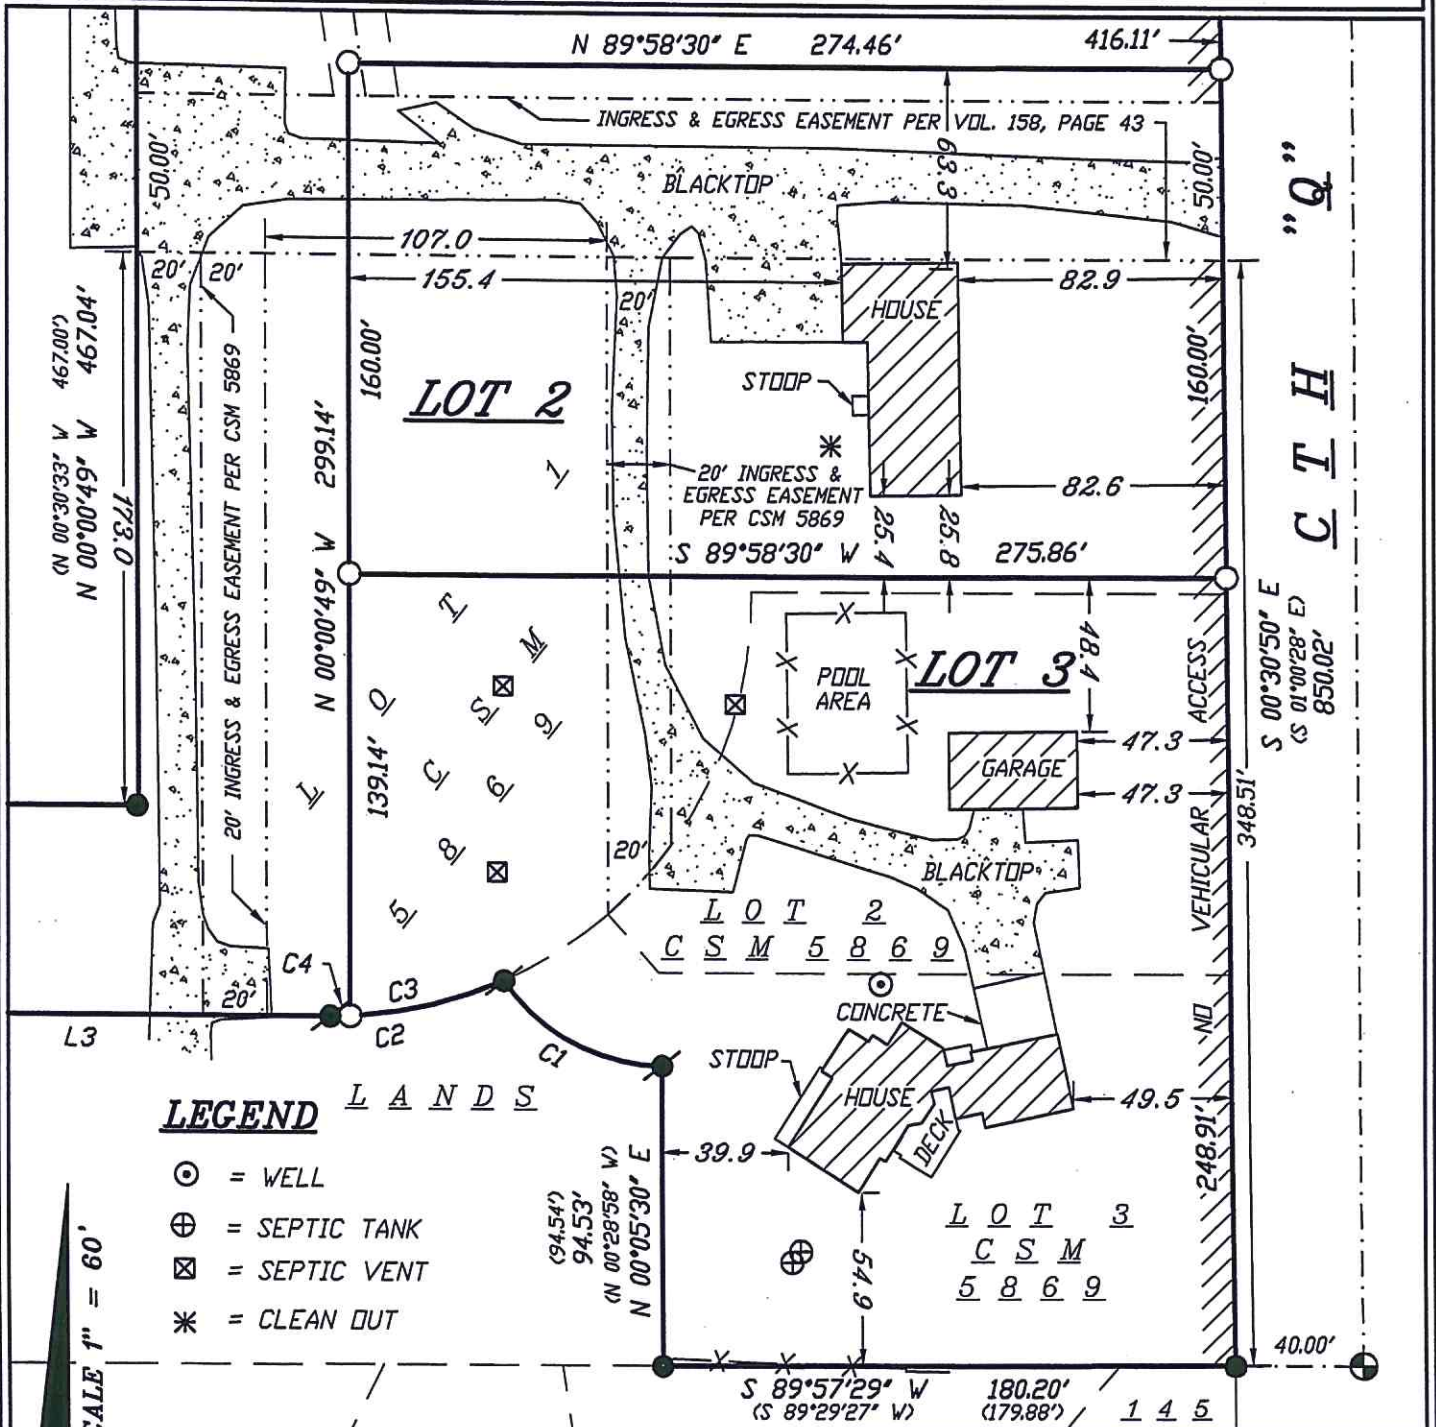 N 89°58'30" E 274.46' 416.11'
INGRESS & EGRESS EASEMENT PER VOL. 158, PAGE 43
50.00'
BLACKTOP
63.3
50.00'
"Q"
107.0
20' 20'
155.4
20'
HOUSE
82.9
467.00')
467.04'
(N 00°30'33" W
N 00°00'49" W
173.0
20' INGRESS & EGRESS EASEMENT PER CSM 5869
160.00'
299.14'
N 00°00'49" W
LOT 2
STOOP
160.00'
CTH
20' INGRESS &
EGRESS EASEMENT
PER CSM 5869
82.6
25.4
25.8
S 89°58'30" W 275.86'
LOT 1
CSM
5869
139.14'
POOL
AREA
LOT 3
48.4
47.3
GARAGE
47.3
S 00°30'50" E
(S 01°00'28" E)
850.02'
348.51'
NO VEHICULAR ACCESS
20'
BLACKTOP
LOT 2
CSM 5869
C4
C3
C2
C1
20'
L3
CONCRETE
STOOP
HOUSE
DECK
49.5
248.91'
LANDS
39.9
(94.54')
94.53'
(N 00°28'58" W)
N 00°05'30" E
54.9
LOT 3
CSM
5869
LEGEND
= WELL
= SEPTIC TANK
= SEPTIC VENT
= CLEAN OUT
1" = 60'
40.00'
S 89°57'29" W 180.20'
(S 89°29'27" W) (179.88')
145